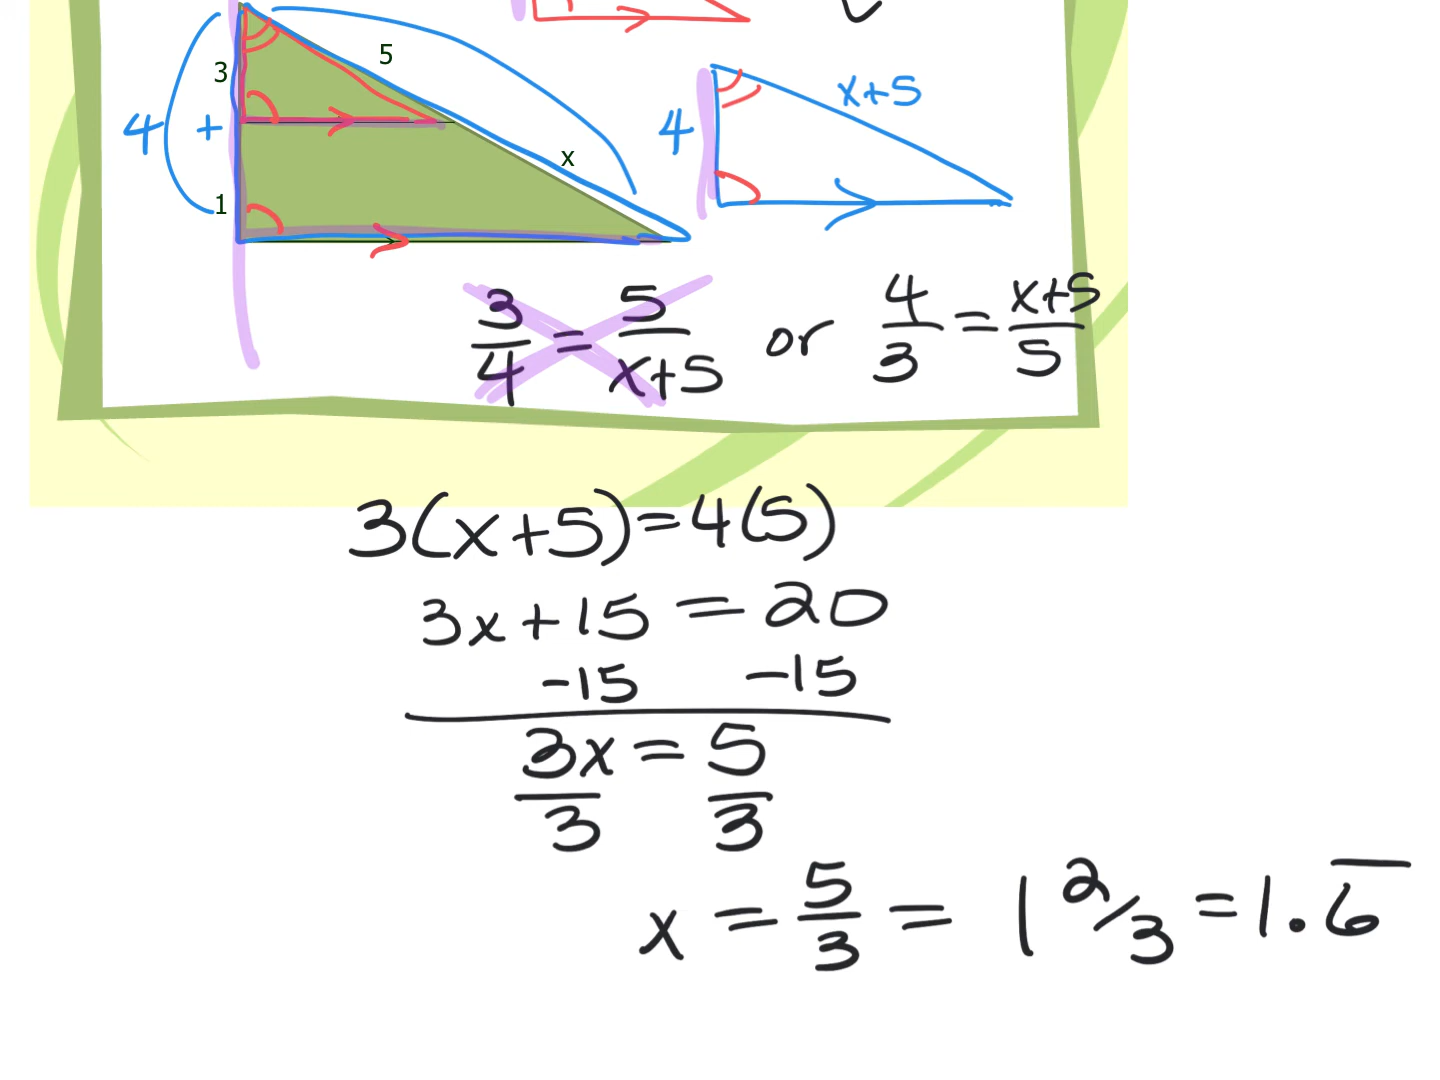 5
3
x+5
4 +
4
x
1
3/4 = 5/x+5 or 4/3 = x+5/5
3(x+5)=4(5)
3x+15 = 20
-15 -15
3x/3 = 5/3
x = 5/3 = 1 2/3 = 1.6̅